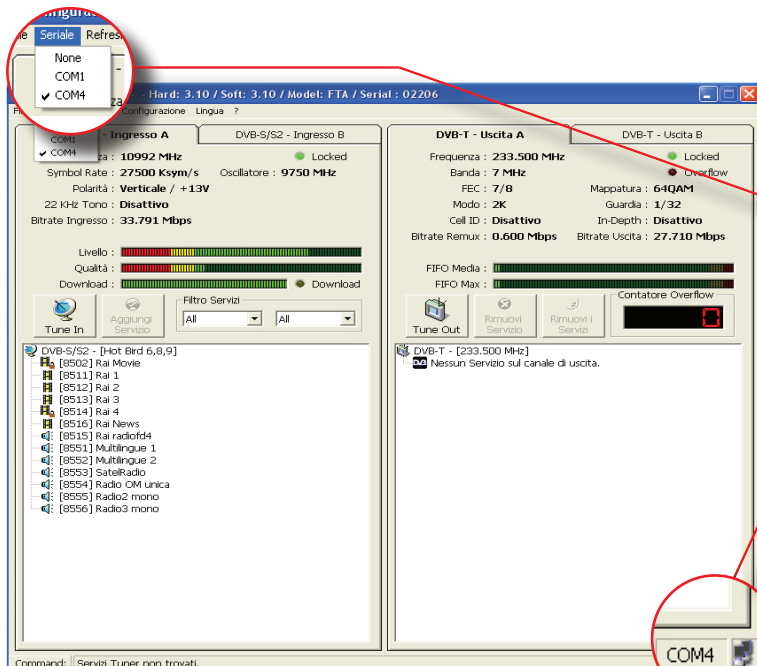 Seriale Refres
None
COM1
COM4
- Hard: 3.10 / Soft: 3.10 / Model: FTA / Serial : 02206
Configurazione Lingua ?
COM1
COM4
- Ingresso A
DVB-S/S2 - Ingresso B
: 10992 MHz
Locked
Symbol Rate : 27500 Ksym/s
Oscillatore : 9750 MHz
Polarità : Verticale / +13V
22 KHz Tono : Disattivo
Bitrate Ingresso : 33.791 Mbps
Livello :
Qualità :
Download :
Download
Tune In
Aggiungi Servizio
Filtro Servizi
All
All
DVB-S/S2 - [Hot Bird 6,8,9]
[8502] Rai Movie
[8511] Rai 1
[8512] Rai 2
[8513] Rai 3
[8514] Rai 4
[8516] Rai News
[8515] Rai radiofd4
[8551] Multilingue 1
[8552] Multilingue 2
[8553] SatelRadio
[8554] Radio OM unica
[8555] Radio2 mono
[8556] Radio3 mono
DVB-T - Uscita A
DVB-T - Uscita B
Frequenza : 233.500 MHz
Locked
Banda : 7 MHz
Overflow
FEC : 7/8
Mappatura : 64QAM
Modo : 2K
Guardia : 1/32
Cell ID : Disattivo
In-Depth : Disattivo
Bitrate Remux : 0.600 Mbps
Bitrate Uscita : 27.710 Mbps
FIFO Media :
FIFO Max :
Tune Out
Rimuovi Servizio
Rimuovi i Servizi
Contatore Overflow
0
DVB-T - [233.500 MHz]
DVB Nessun Servizio sul canale di uscita.
COM4
Command: Servizi Tuner non trovati.